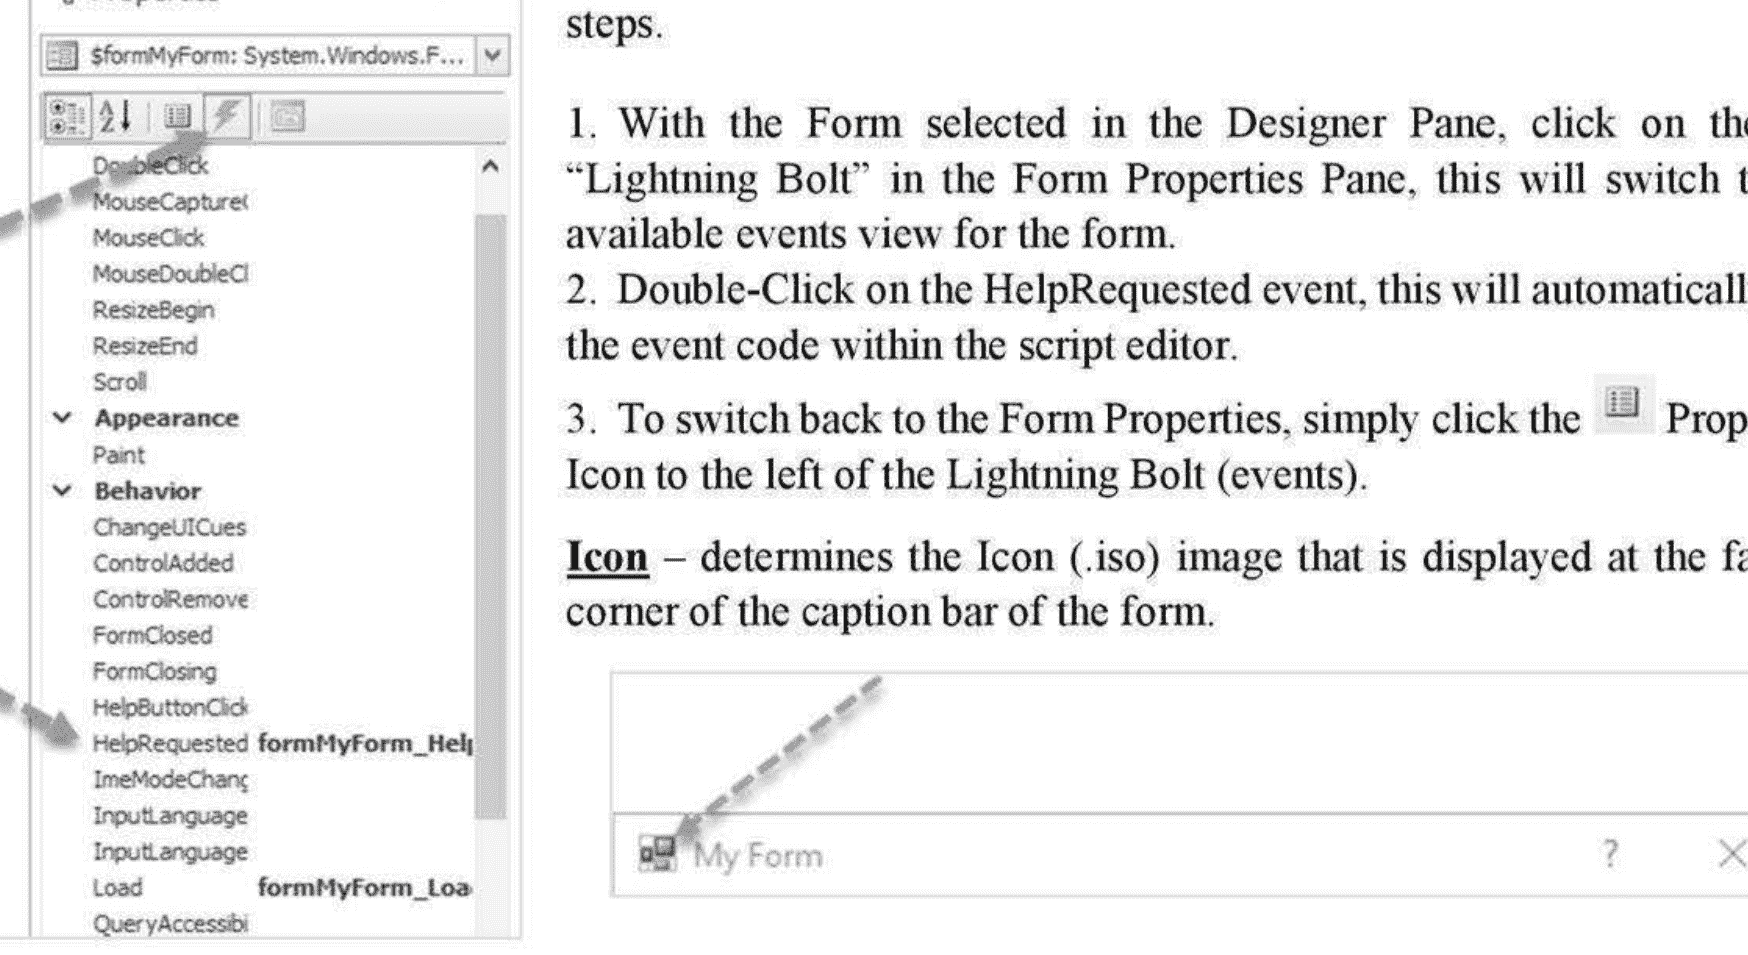 $formMyForm: System.Windows.F...
DoubleClick
MouseCapture
MouseClick
MouseDoubleCl
ResizeBegin
ResizeEnd
Scroll
Appearance
Paint
Behavior
ChangeUICues
ControlAdded
ControlRemove
FormClosed
FormClosing
HelpButtonClick
HelpRequested formMyForm_Hel
ImeModeChang
InputLanguage
InputLanguage
Load formMyForm_Loa
QueryAccessibi
steps.
1. With the Form selected in the Designer Pane, click on the
“Lightning Bolt” in the Form Properties Pane, this will switch t
available events view for the form.
2. Double-Click on the HelpRequested event, this will automaticall
the event code within the script editor.
3. To switch back to the Form Properties, simply click the Prop
Icon to the left of the Lightning Bolt (events).
Icon – determines the Icon (.iso) image that is displayed at the fa
corner of the caption bar of the form.
My Form ?